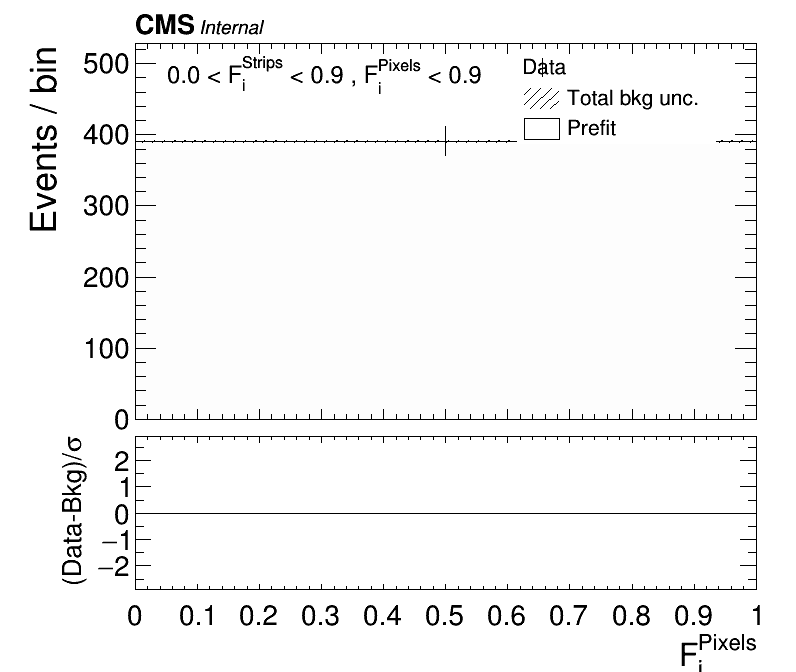 CMS Internal
Events / bin
500
400
300
200
100
0
0.0 < F_i^Strips < 0.9 , F_i^Pixels < 0.9
Data
Total bkg unc.
Prefit
(Data-Bkg)/σ
2
1
0
−1
−2
0 0.1 0.2 0.3 0.4 0.5 0.6 0.7 0.8 0.9 1
F_i^Pixels